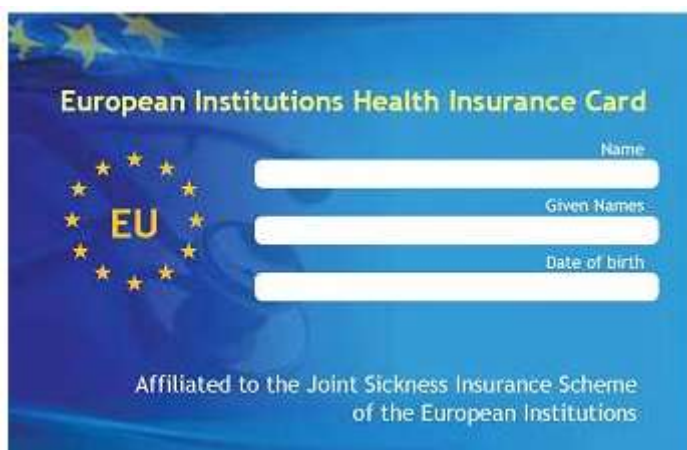 European Institutions Health Insurance Card
Name
EU
Given Names
Date of birth
Affiliated to the Joint Sickness Insurance Scheme
of the European Institutions